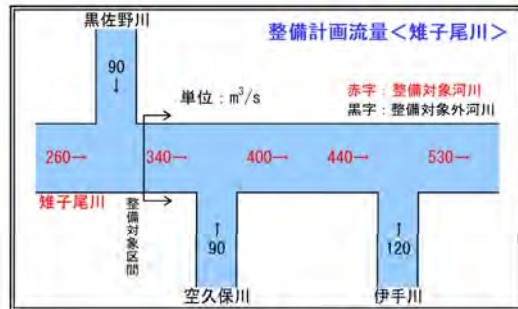 黒佐野川
整備計画流量＜雉子尾川＞
90
↓
単位：m³/s
赤字：整備対象河川
黒字：整備対象外河川
260→ 340→ 400→ 440→ 530→
雉子尾川
整備対象区間
↑
90
↑
120
空久保川
伊手川